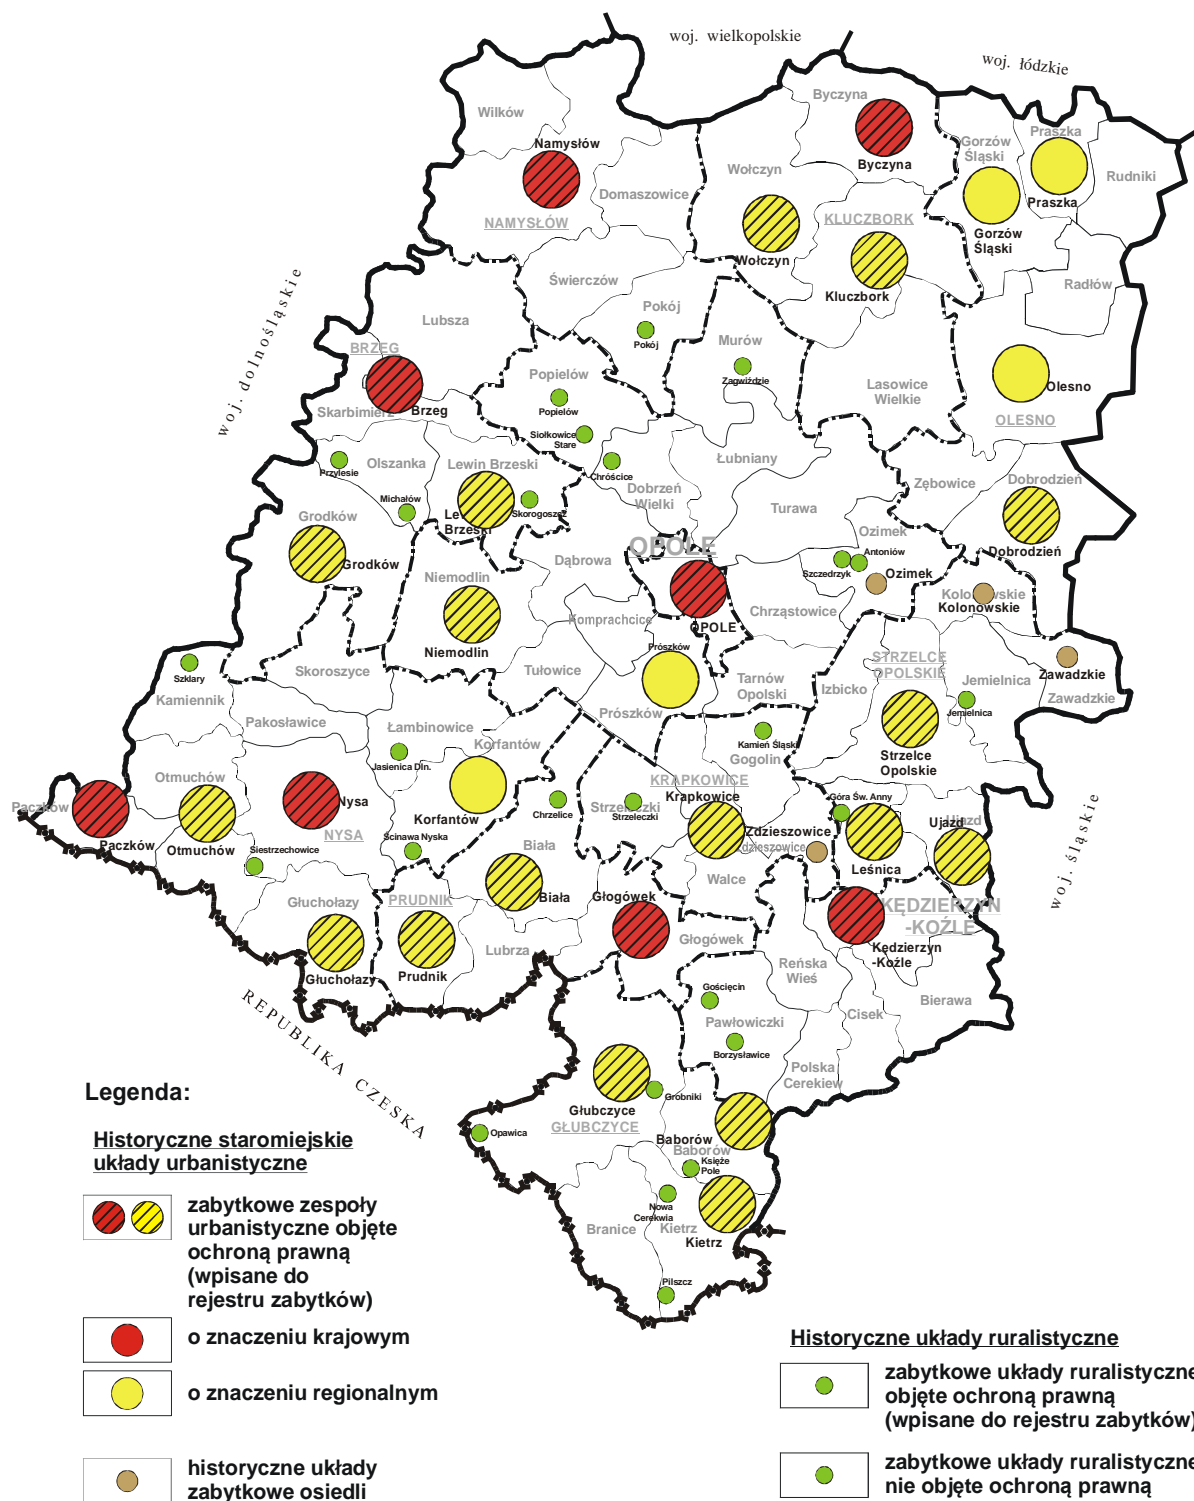 woj. wielkopolskie
woj. łódzkie
Byczyna
Wilków
Praszka
Gorzów
Śląski
Namysłów
Byczyna
Wołczyn
Rudniki
Domaszowice
Praszka
NAMYSŁÓW
KLUCZBORK
Gorzów
Śląski
Wołczyn
Świerczów
Radłów
Kluczbork
Pokój
Lubsza
woj. dolnośląskie
Pokój
Murów
BRZEG
Zagwiździe
Popielów
Lasowice
Wielkie
Olesno
Skarbimierz
Brzeg
Popielów
OLESNO
Siołkowice
Stare
Olszanka
Lewin Brzeski
Łubniany
Przylesie
Chróścice
Zębowice
Dobrodzień
Dobrzeń
Wielki
Michałów
Turawa
Grodków
Le
Brzeski
Skorogoszcz
Ozimek
OPOLE
Antoniów
Dobrodzień
Grodków
Dąbrowa
Szczedrzyk
Ozimek
Niemodlin
Kolonowskie
Kolonowskie
Chrząstowice
Komprachcice
OPOLE
Niemodlin
Prószków
STRZELCE
OPOLSKIE
Zawadzkie
Szklary
Skoroszyce
Tułowice
Tarnów
Opolski
Izbicko
Jemielnica
Kamiennik
Zawadzkie
Jemielnica
Prószków
Pakosławice
Łambinowice
Korfantów
Kamień Śląski
Gogolin
Strzelce
Opolskie
Jasienica Dln.
Otmuchów
KRAPKOWICE
Krapkowice
Góra Św. Anny
Paczków
Nysa
Korfantów
Chrzelice
Strzeleczki
Strzeleczki
Zdzieszowice
Zdzieszowice
Ujazd
Ujazd
woj. śląskie
NYSA
Paczków
Otmuchów
Ścinawa Nyska
Biała
Leśnica
Siestrzechowice
Walce
Głuchołazy
PRUDNIK
Biała
Głogówek
KĘDZIERZYN
-KOŹLE
Lubrza
Głogówek
Kędzierzyn
-Koźle
Głuchołazy
Prudnik
Reńska
Wieś
Gościęcin
Bierawa
REPUBLIKA CZESKA
Pawłowiczki
Cisek
Borzysławice
Polska
Cerekiew
Głubczyce
Grobniki
GŁUBCZYCE
Opawica
Baborów
Baborów
Księże
Pole
Nowa
Cerekwia
Branice
Kietrz
Kietrz
Pilszcz
Legenda:
Historyczne staromiejskie
układy urbanistyczne
zabytkowe zespoły
urbanistyczne objęte
ochroną prawną
(wpisane do
rejestru zabytków)
o znaczeniu krajowym
o znaczeniu regionalnym
historyczne układy
zabytkowe osiedli
Historyczne układy ruralistyczne
zabytkowe układy ruralistyczne
objęte ochroną prawną
(wpisane do rejestru zabytków)
zabytkowe układy ruralistyczne
nie objęte ochroną prawną